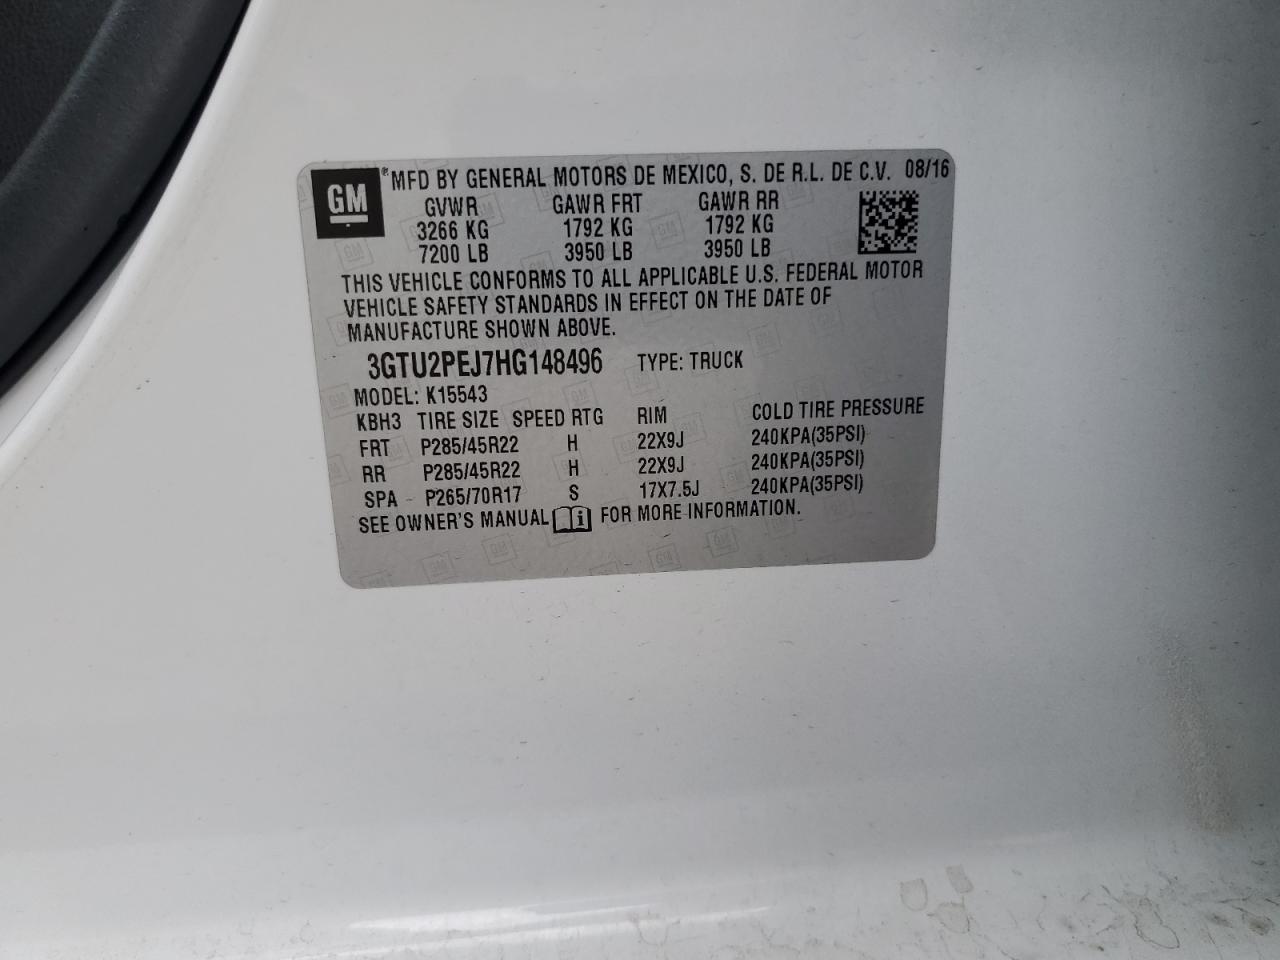 GM ® MFD BY GENERAL MOTORS DE MEXICO, S. DE R.L. DE C.V. 08/16
GVWR GAWR FRT GAWR RR
3266 KG 1792 KG 1792 KG
7200 LB 3950 LB 3950 LB
THIS VEHICLE CONFORMS TO ALL APPLICABLE U.S. FEDERAL MOTOR
VEHICLE SAFETY STANDARDS IN EFFECT ON THE DATE OF
MANUFACTURE SHOWN ABOVE.
3GTU2PEJ7HG148496 TYPE: TRUCK
MODEL: K15543
KBH3 TIRE SIZE SPEED RTG RIM COLD TIRE PRESSURE
FRT P285/45R22 H 22X9J 240KPA(35PSI)
RR P285/45R22 H 22X9J 240KPA(35PSI)
SPA P265/70R17 S 17X7.5J 240KPA(35PSI)
SEE OWNER'S MANUAL FOR MORE INFORMATION.